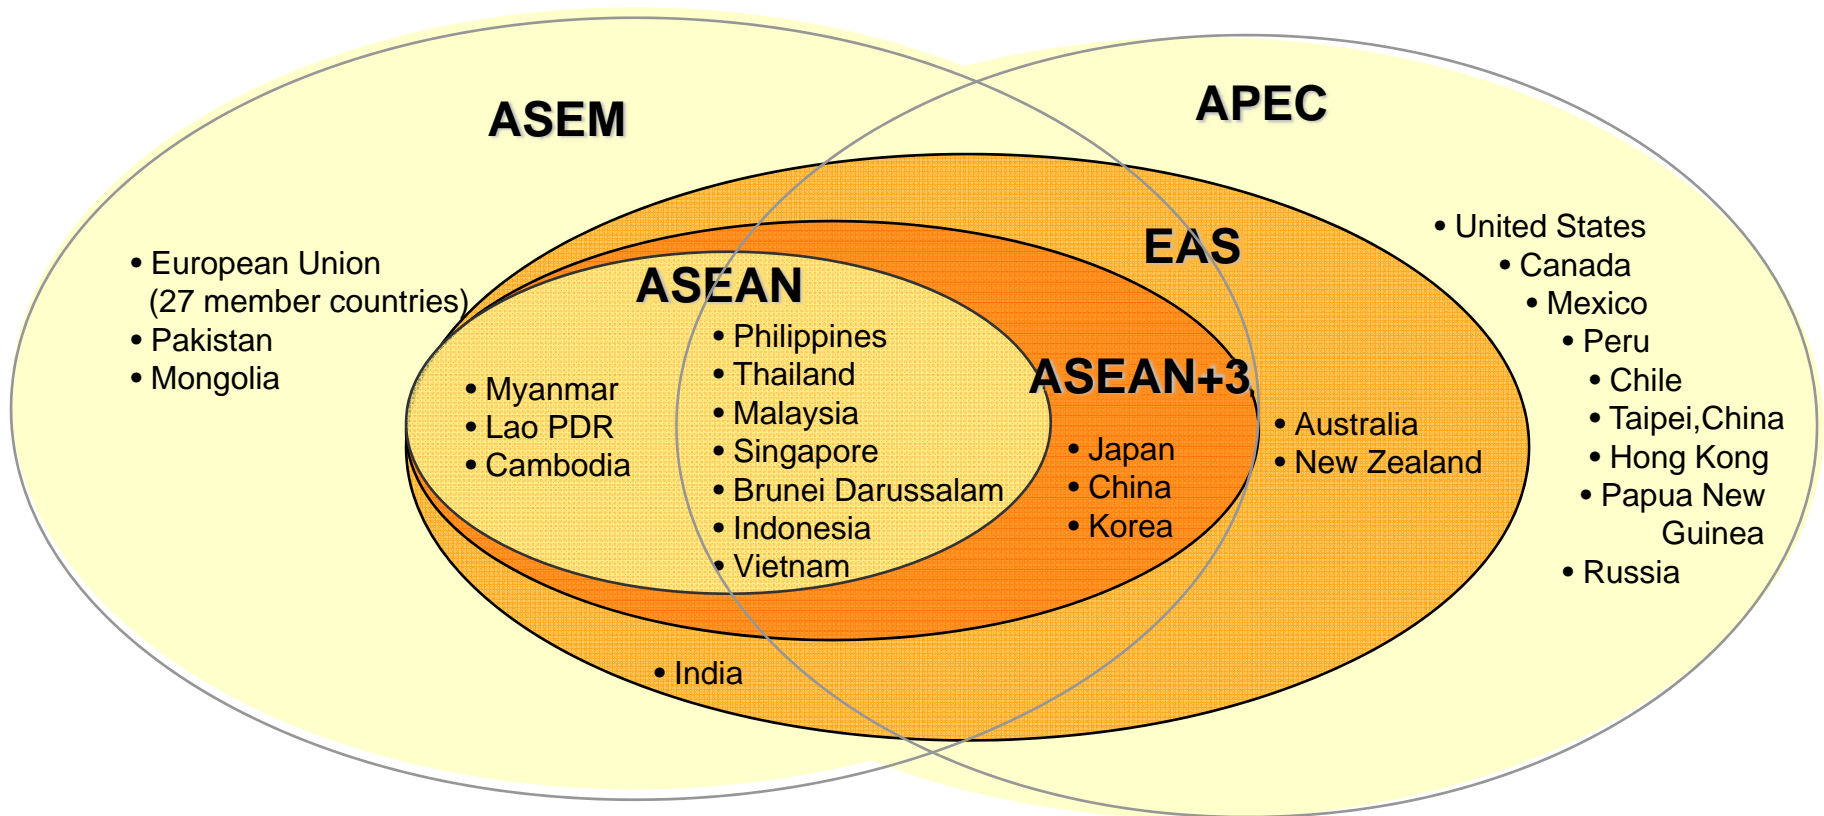 ASEM
APEC
EAS
ASEAN
ASEAN+3
• European Union
(27 member countries)
• Pakistan
• Mongolia
• Myanmar
• Lao PDR
• Cambodia
• Philippines
• Thailand
• Malaysia
• Singapore
• Brunei Darussalam
• Indonesia
• Vietnam
• Japan
• China
• Korea
• Australia
• New Zealand
• India
• United States
• Canada
• Mexico
• Peru
• Chile
• Taipei,China
• Hong Kong
• Papua New
Guinea
• Russia